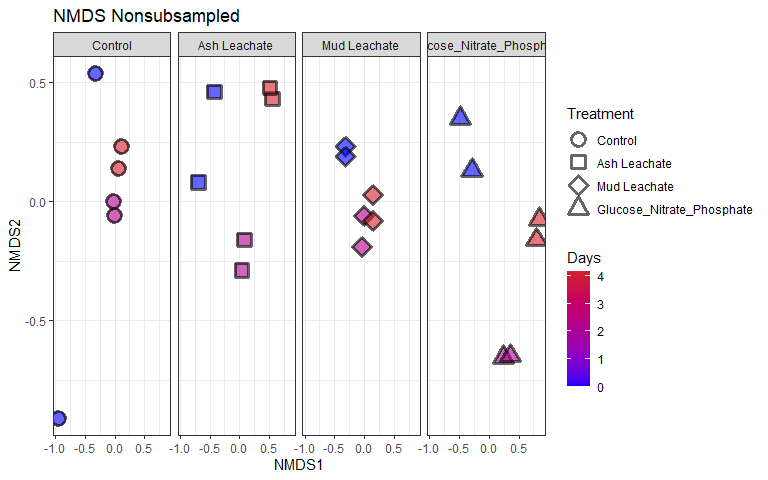 NMDS Nonsubsampled
Control
Ash Leachate
Mud Leachate
cose_Nitrate_Phosph
0.5
0.0
-0.5
NMDS2
-1.0 -0.5 0.0 0.5
-1.0 -0.5 0.0 0.5
-1.0 -0.5 0.0 0.5
-1.0 -0.5 0.0 0.5
NMDS1
Treatment
Control
Ash Leachate
Mud Leachate
Glucose_Nitrate_Phosphate
Days
4
3
2
1
0